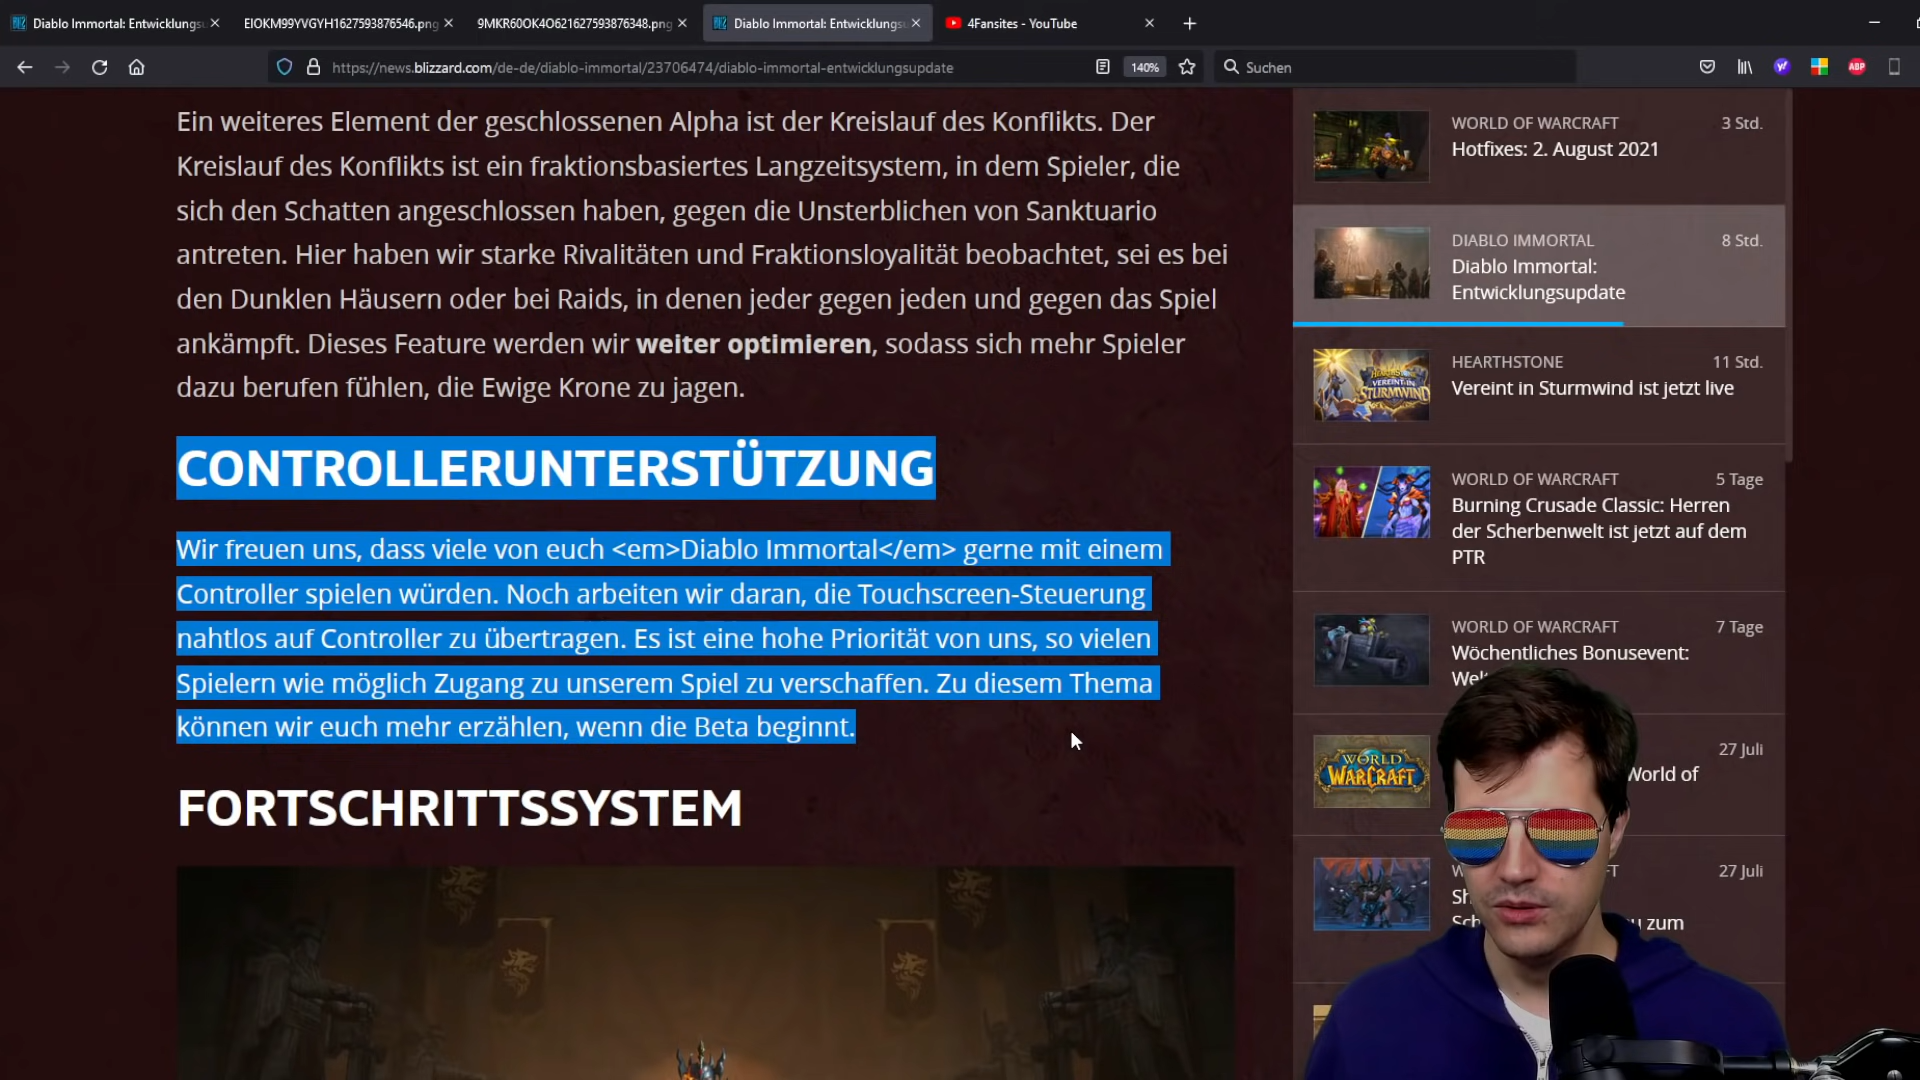 Diablo Immortal: Entwicklungsu
EIOKM99YVGYH1627593876546.png
9MKR60OK4O621627593876348.png
Diablo Immortal: Entwicklungsu
4Fansites - YouTube
https://news.blizzard.com/de-de/diablo-immortal/23706474/diablo-immortal-entwicklungsupdate
140%
Suchen
ABP
Ein weiteres Element der geschlossenen Alpha ist der Kreislauf des Konflikts. Der
Kreislauf des Konflikts ist ein fraktionsbasiertes Langzeitsystem, in dem Spieler, die
sich den Schatten angeschlossen haben, gegen die Unsterblichen von Sanktuario
antreten. Hier haben wir starke Rivalitäten und Fraktionsloyalität beobachtet, sei es bei
den Dunklen Häusern oder bei Raids, in denen jeder gegen jeden und gegen das Spiel
ankämpft. Dieses Feature werden wir weiter optimieren, sodass sich mehr Spieler
dazu berufen fühlen, die Ewige Krone zu jagen.
CONTROLLERUNTERSTÜTZUNG
Wir freuen uns, dass viele von euch <em>Diablo Immortal</em> gerne mit einem
Controller spielen würden. Noch arbeiten wir daran, die Touchscreen-Steuerung
nahtlos auf Controller zu übertragen. Es ist eine hohe Priorität von uns, so vielen
Spielern wie möglich Zugang zu unserem Spiel zu verschaffen. Zu diesem Thema
können wir euch mehr erzählen, wenn die Beta beginnt.
FORTSCHRITTSSYSTEM
WORLD OF WARCRAFT 3 Std.
Hotfixes: 2. August 2021
DIABLO IMMORTAL 8 Std.
Diablo Immortal:
Entwicklungsupdate
HEARTHSTONE 11 Std.
Vereint in Sturmwind ist jetzt live
VEREINT IN
STURMWIND
WORLD OF WARCRAFT 5 Tage
Burning Crusade Classic: Herren
der Scherbenwelt ist jetzt auf dem
PTR
WORLD OF WARCRAFT 7 Tage
Wöchentliches Bonusevent:
27 Juli
World of
WORLD
WARCRAFT
27 Juli
zum